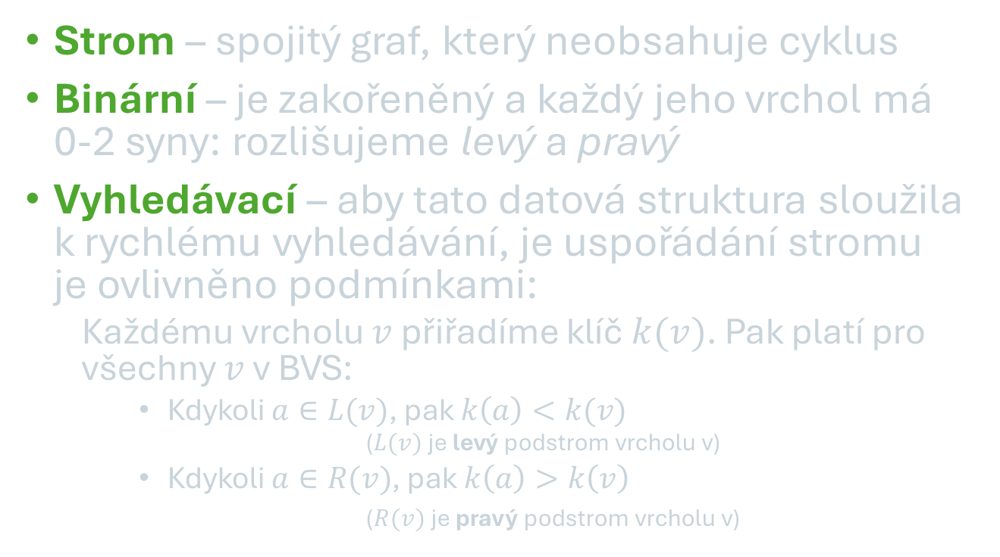 • Strom – spojitý graf, který neobsahuje cyklus
• Binární – je zakořeněný a každý jeho vrchol má
0-2 syny: rozlišujeme levý a pravý
• Vyhledávací – aby tato datová struktura sloužila
k rychlému vyhledávání, je uspořádání stromu
je ovlivněno podmínkami:
Každému vrcholu v přiřadíme klíč k(v). Pak platí pro
všechny v v BVS:
• Kdykoli a ∈ L(v), pak k(a) < k(v)
(L(v) je levý podstrom vrcholu v)
• Kdykoli a ∈ R(v), pak k(a) > k(v)
(R(v) je pravý podstrom vrcholu v)